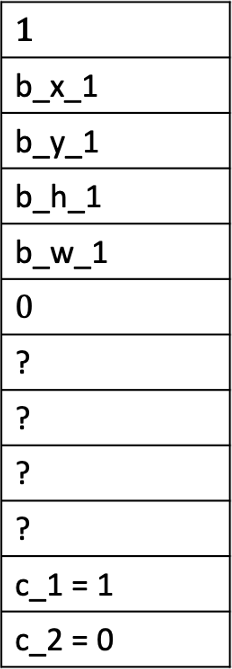 1
b_x_1
b_y_1
b_h_1
b_w_1
0
?
?
?
?
c_1 = 1
c_2 = 0